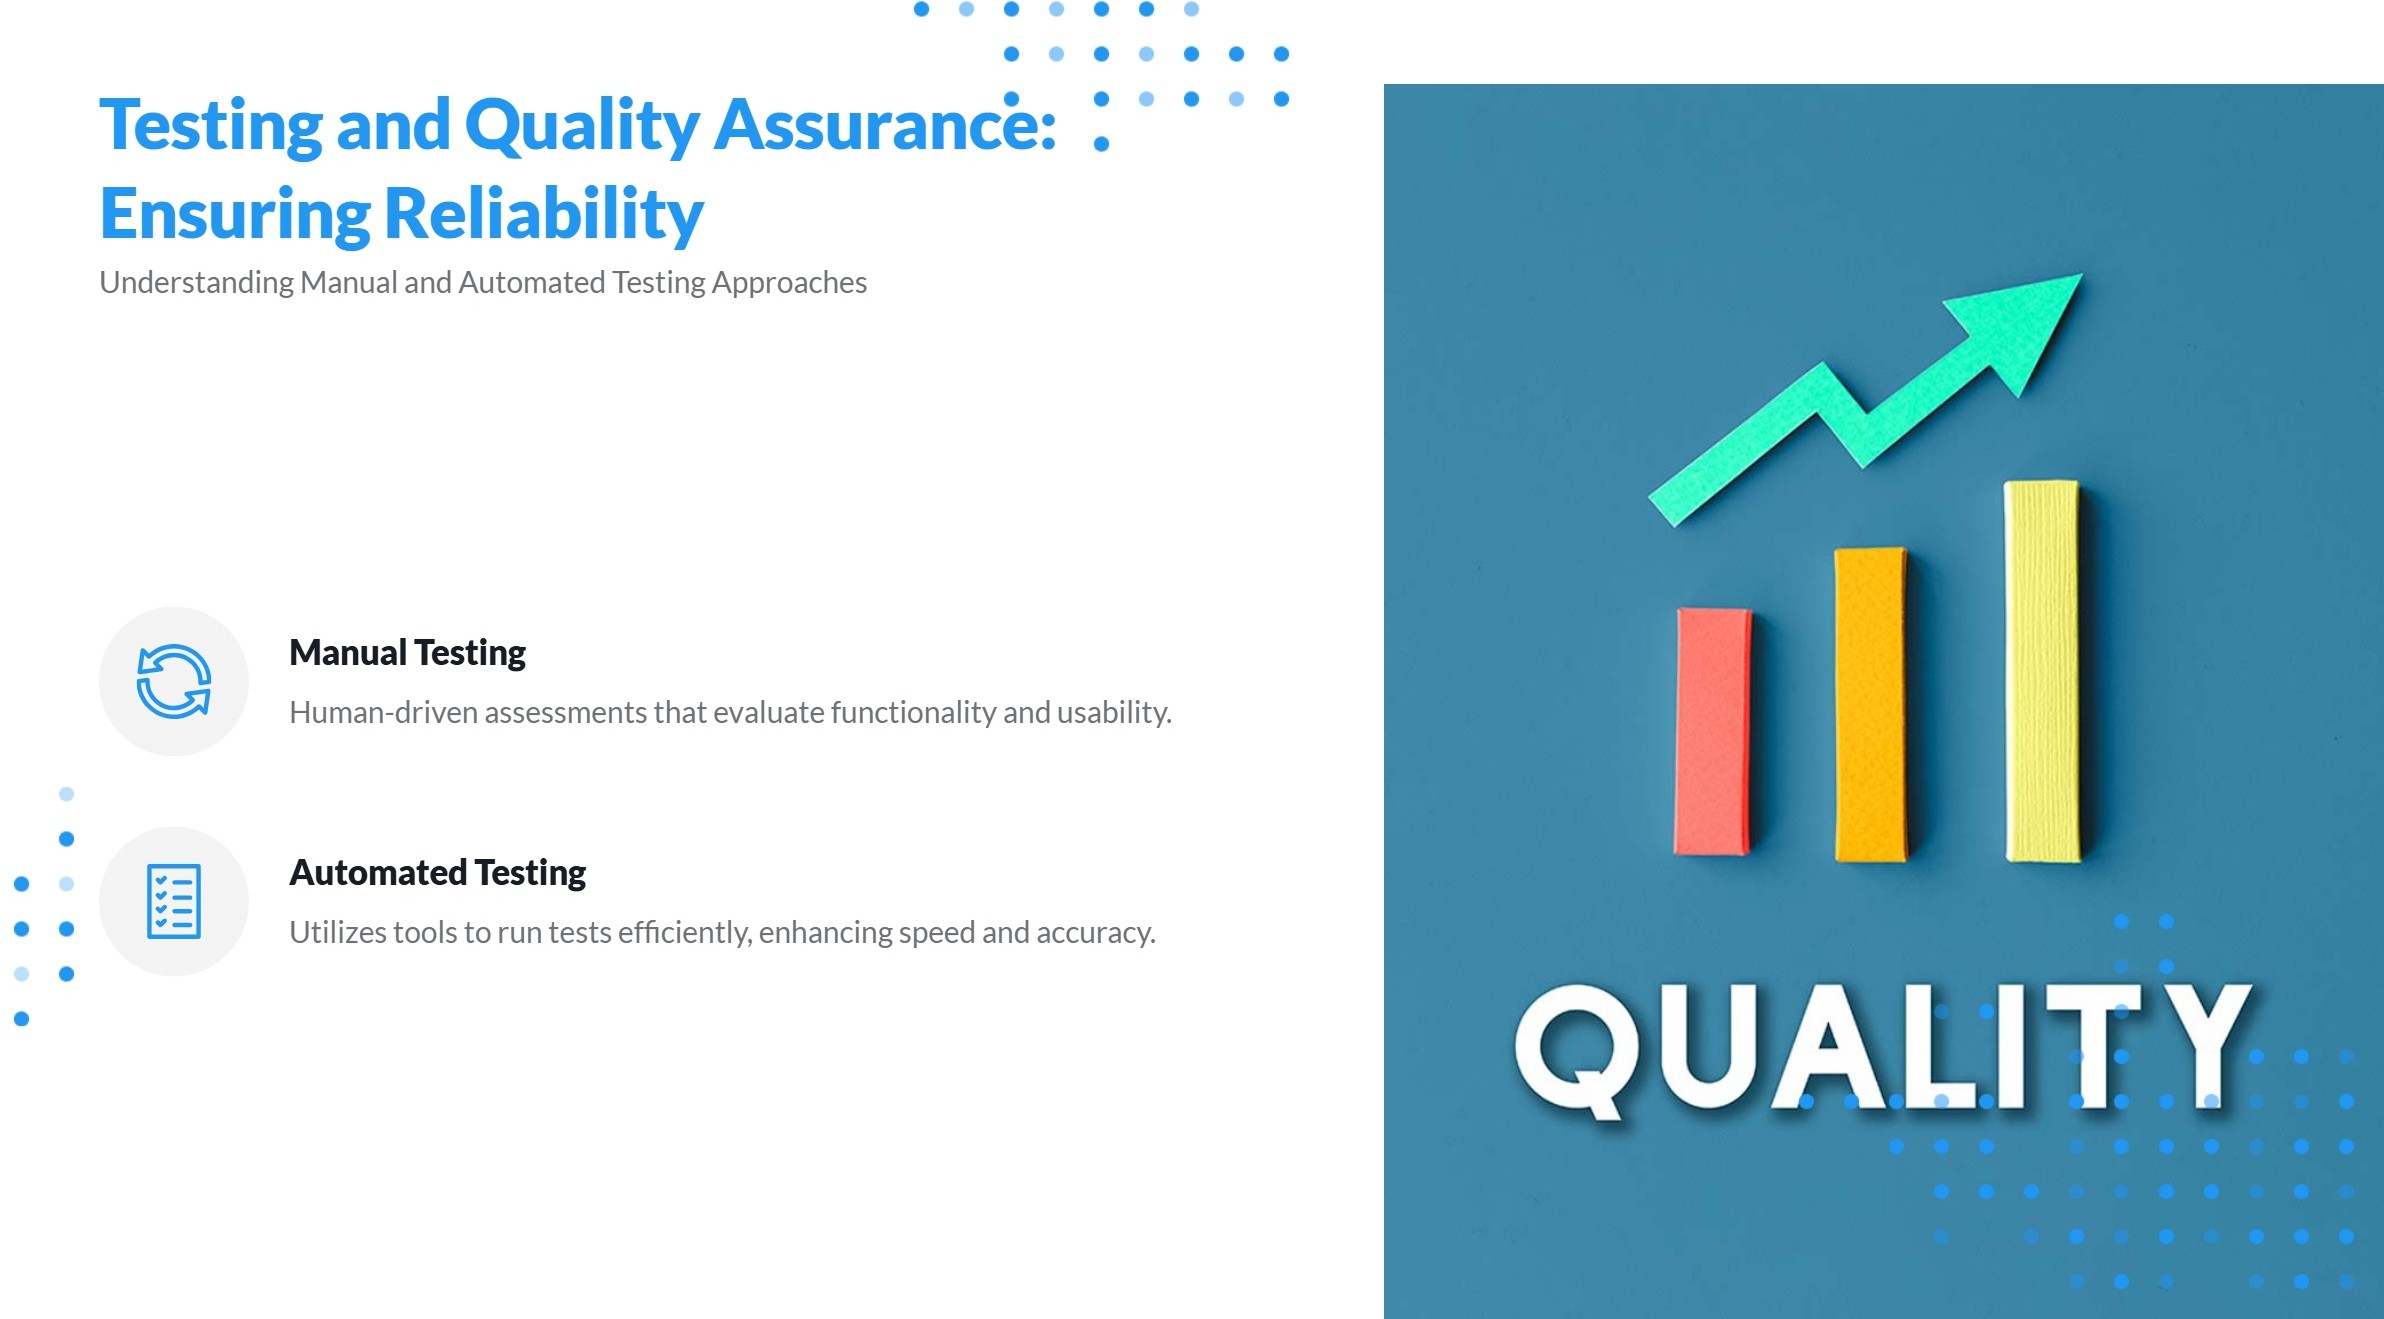 Testing and Quality Assurance:
Ensuring Reliability
Understanding Manual and Automated Testing Approaches
Manual Testing
Human-driven assessments that evaluate functionality and usability.
Automated Testing
Utilizes tools to run tests efficiently, enhancing speed and accuracy.
QUALITY